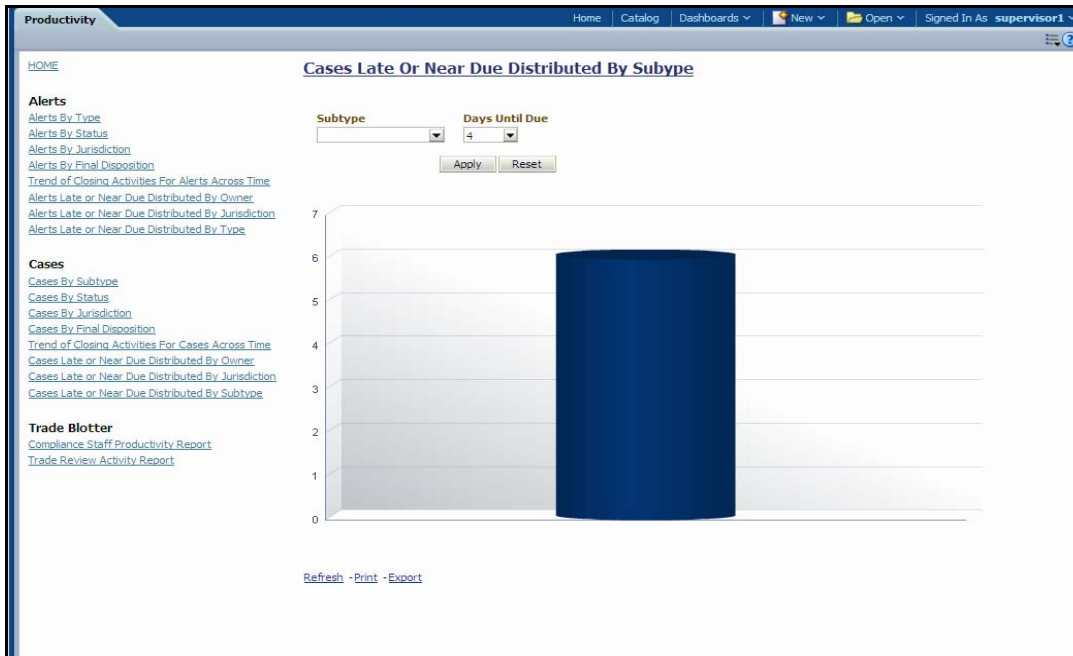 Productivity
Home Catalog Dashboards New Open Signed In As supervisor1
HOME
Alerts
Alerts By Type
Alerts By Status
Alerts By Jurisdiction
Alerts By Final Disposition
Trend of Closing Activities For Alerts Across Time
Alerts Late or Near Due Distributed By Owner
Alerts Late or Near Due Distributed By Jurisdiction
Alerts Late or Near Due Distributed By Type
Cases
Cases By Subtype
Cases By Status
Cases By Jurisdiction
Cases By Final Disposition
Trend of Closing Activities For Cases Across Time
Cases Late or Near Due Distributed By Owner
Cases Late or Near Due Distributed By Jurisdiction
Cases Late or Near Due Distributed By Subtype
Trade Blotter
Compliance Staff Productivity Report
Trade Review Activity Report
Cases Late Or Near Due Distributed By Subype
Subtype Days Until Due
4
Apply Reset
7
6
5
4
3
2
1
0
Refresh - Print - Export